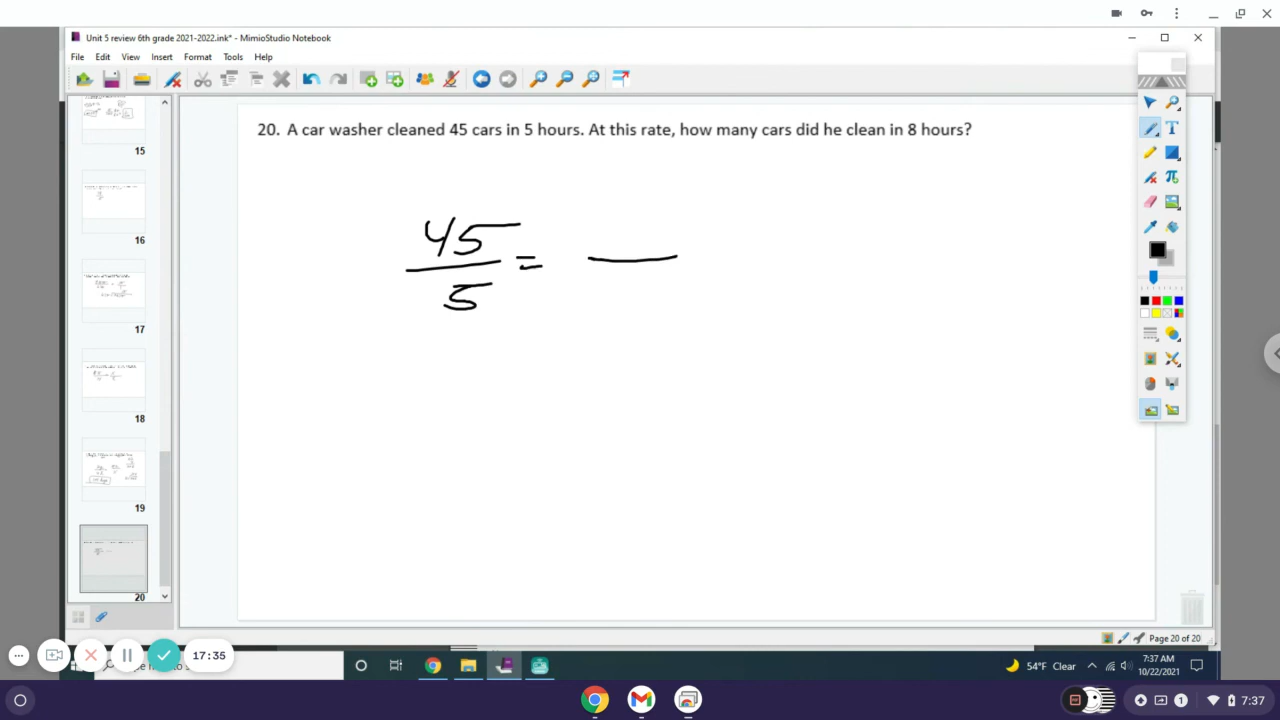 Unit 5 review 6th grade 2021-2022.ink* - MimioStudio Notebook
File Edit View Insert Format Tools Help
20. A car washer cleaned 45 cars in 5 hours. At this rate, how many cars did he clean in 8 hours?
45
=
5
15
16
17
18
19
20
Page 20 of 20
17:35
54°F Clear
7:37 AM
10/22/2021
1
7:37